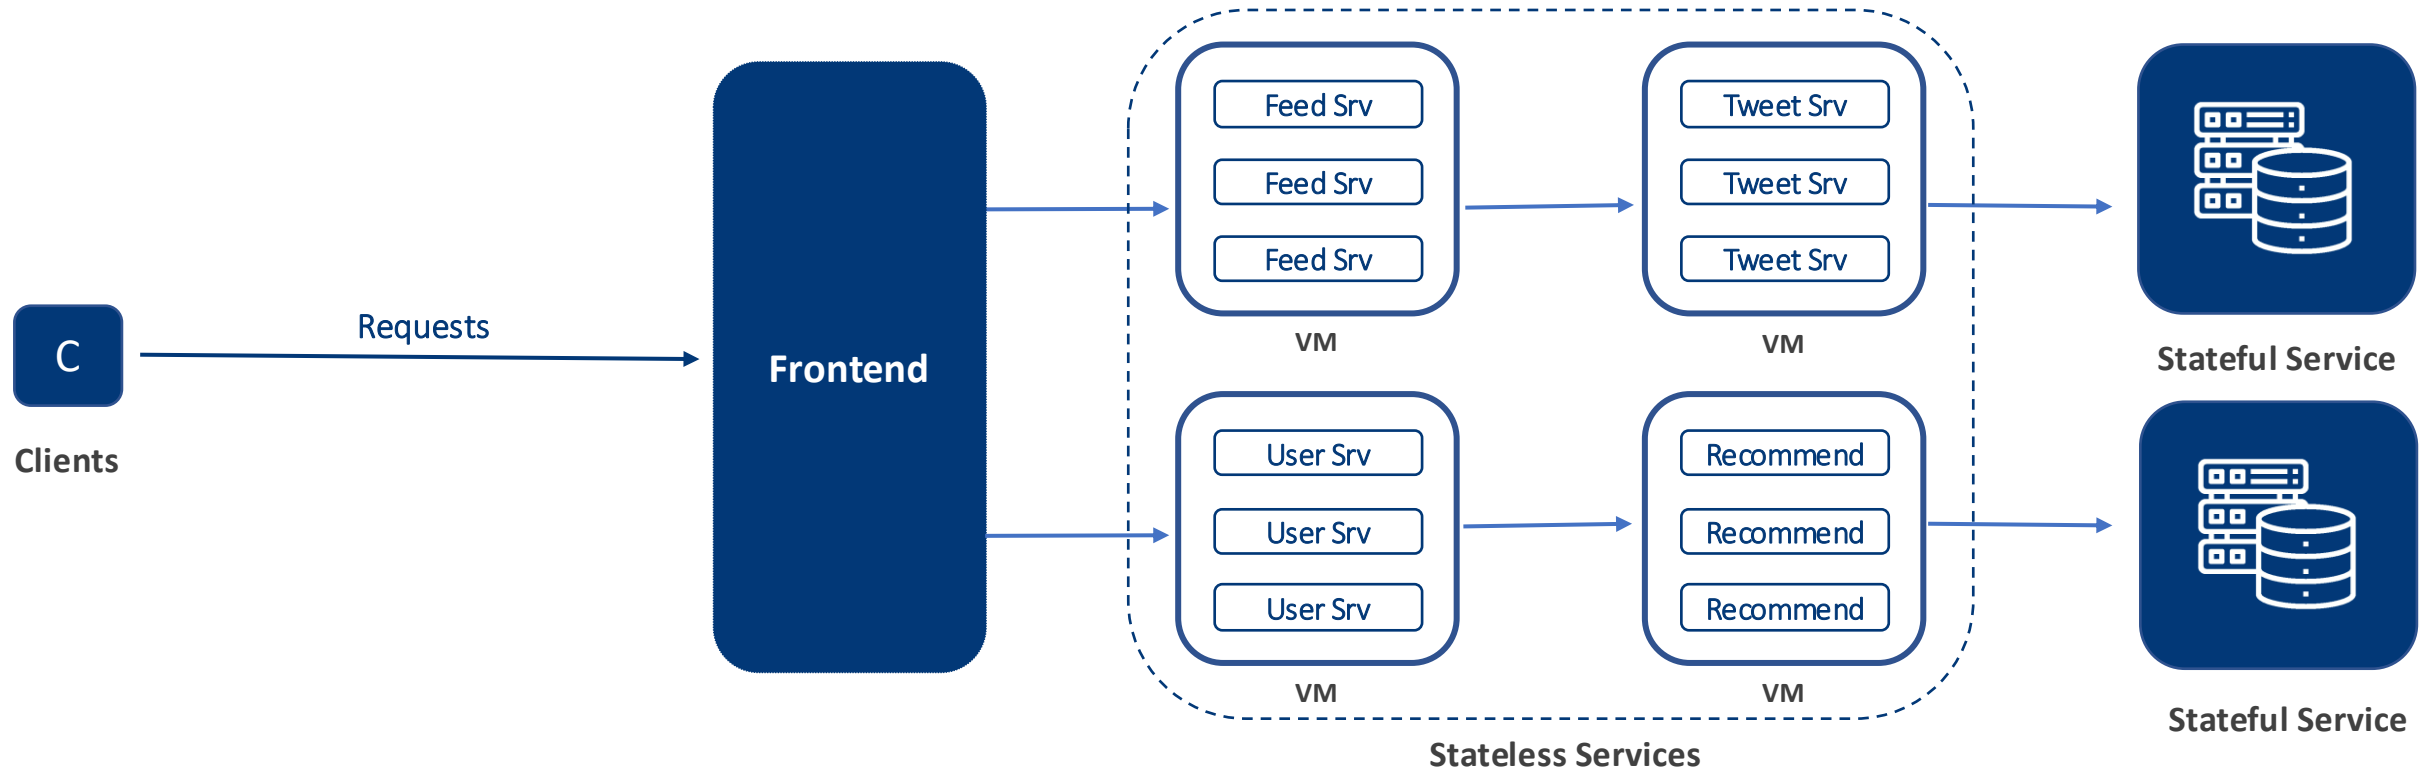 C
Clients
Requests
Frontend
Feed Srv
Feed Srv
Feed Srv
VM
Tweet Srv
Tweet Srv
Tweet Srv
VM
User Srv
User Srv
User Srv
VM
Recommend
Recommend
Recommend
VM
Stateless Services
Stateful Service
Stateful Service